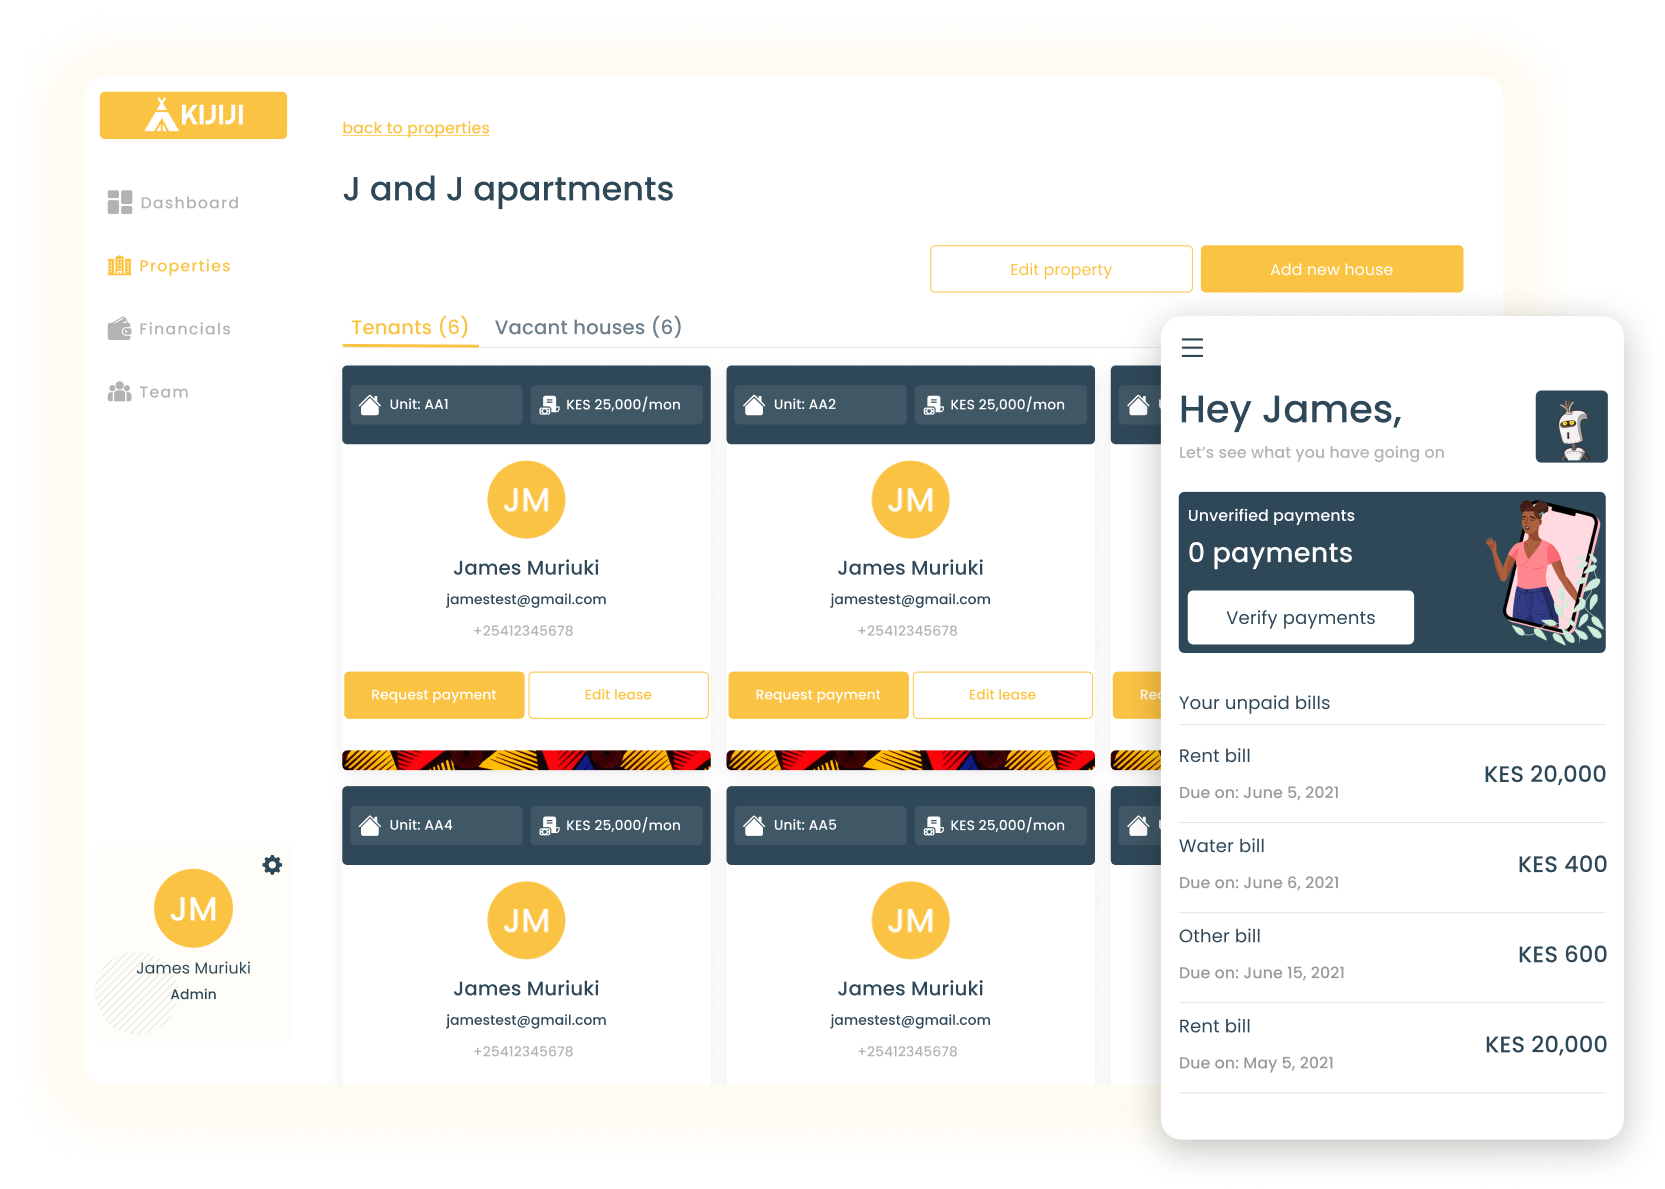 KIJIJI
Dashboard
Properties
Financials
Team
JM
James Muriuki
Admin
back to properties
J and J apartments
Edit property
Add new house
Tenants (6)
Vacant houses (6)
Unit: AA1
KES 25,000/mon
JM
James Muriuki
jamestest@gmail.com
+25412345678
Request payment
Edit lease
Unit: AA2
KES 25,000/mon
JM
James Muriuki
jamestest@gmail.com
+25412345678
Request payment
Edit lease
Unit: AA4
KES 25,000/mon
JM
James Muriuki
jamestest@gmail.com
+25412345678
Unit: AA5
KES 25,000/mon
JM
James Muriuki
jamestest@gmail.com
+25412345678
Hey James,
Let's see what you have going on
Unverified payments
0 payments
Verify payments
Your unpaid bills
Rent bill
Due on: June 5, 2021
KES 20,000
Water bill
Due on: June 6, 2021
KES 400
Other bill
Due on: June 15, 2021
KES 600
Rent bill
Due on: May 5, 2021
KES 20,000